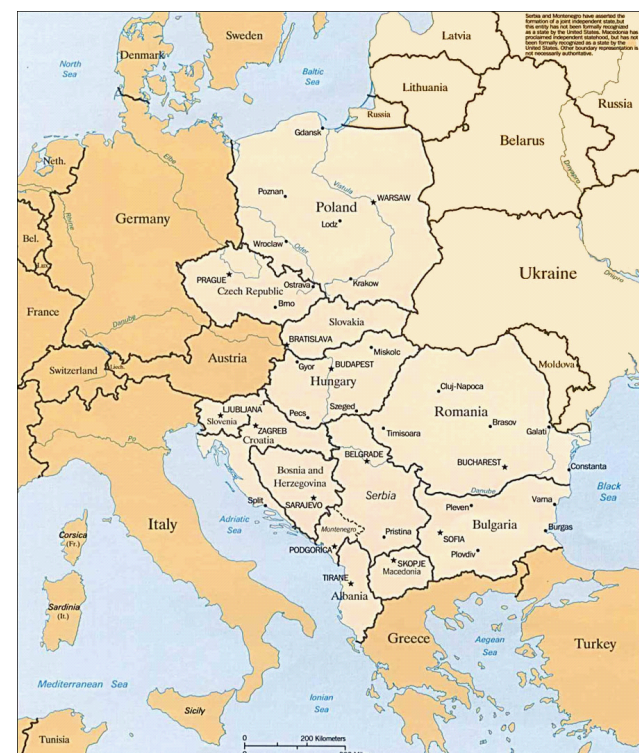 Serbia and Montenegro have asserted the
formation of a joint independent state, but
this entity has not been formally recognized
as a state by the United States. Macedonia has
proclaimed independent statehood, but has not
been formally recognized as a state by the
United States. Other boundary representation is
not necessarily authoritative.
Sweden
Latvia
Denmark
North
Sea
Baltic
Sea
Lithuania
Russia
Russia
Gdansk
Belarus
Neth.
Elbe
Dnyapro
Vistula
Poznan
WARSAW
Poland
Germany
Rhine
Lodz
Bel.
Wroclaw
Oder
Lux.
Ukraine
Dnipro
PRAGUE
Ostrava
Krakow
Czech Republic
Brno
France
Danube
Slovakia
BRATISLAVA
Miskolc
Austria
Switzerland
Liech.
Gyor
BUDAPEST
Moldova
Hungary
Cluj-Napoca
LJUBLJANA
Szeged
Romania
Slovenia
Pecs
ZAGREB
Brasov
Galati
Po
Croatia
Timisoara
BELGRADE
BUCHAREST
Constanta
Bosnia and
Herzegovina
Danube
Black
Sea
Serbia
Split
SARAJEVO
Pleven
Varna
Italy
Adriatic
Sea
Montenegro
Bulgaria
Burgas
Corsica
(Fr.)
Pristina
SOFIA
PODGORICA
Plovdiv
SKOPJE
Macedonia
TIRANE
Albania
Sardinia
(It.)
Greece
Aegean
Sea
Turkey
Mediterranean Sea
Ionian
Sea
Sicily
Tunisia
0 200 Kilometers